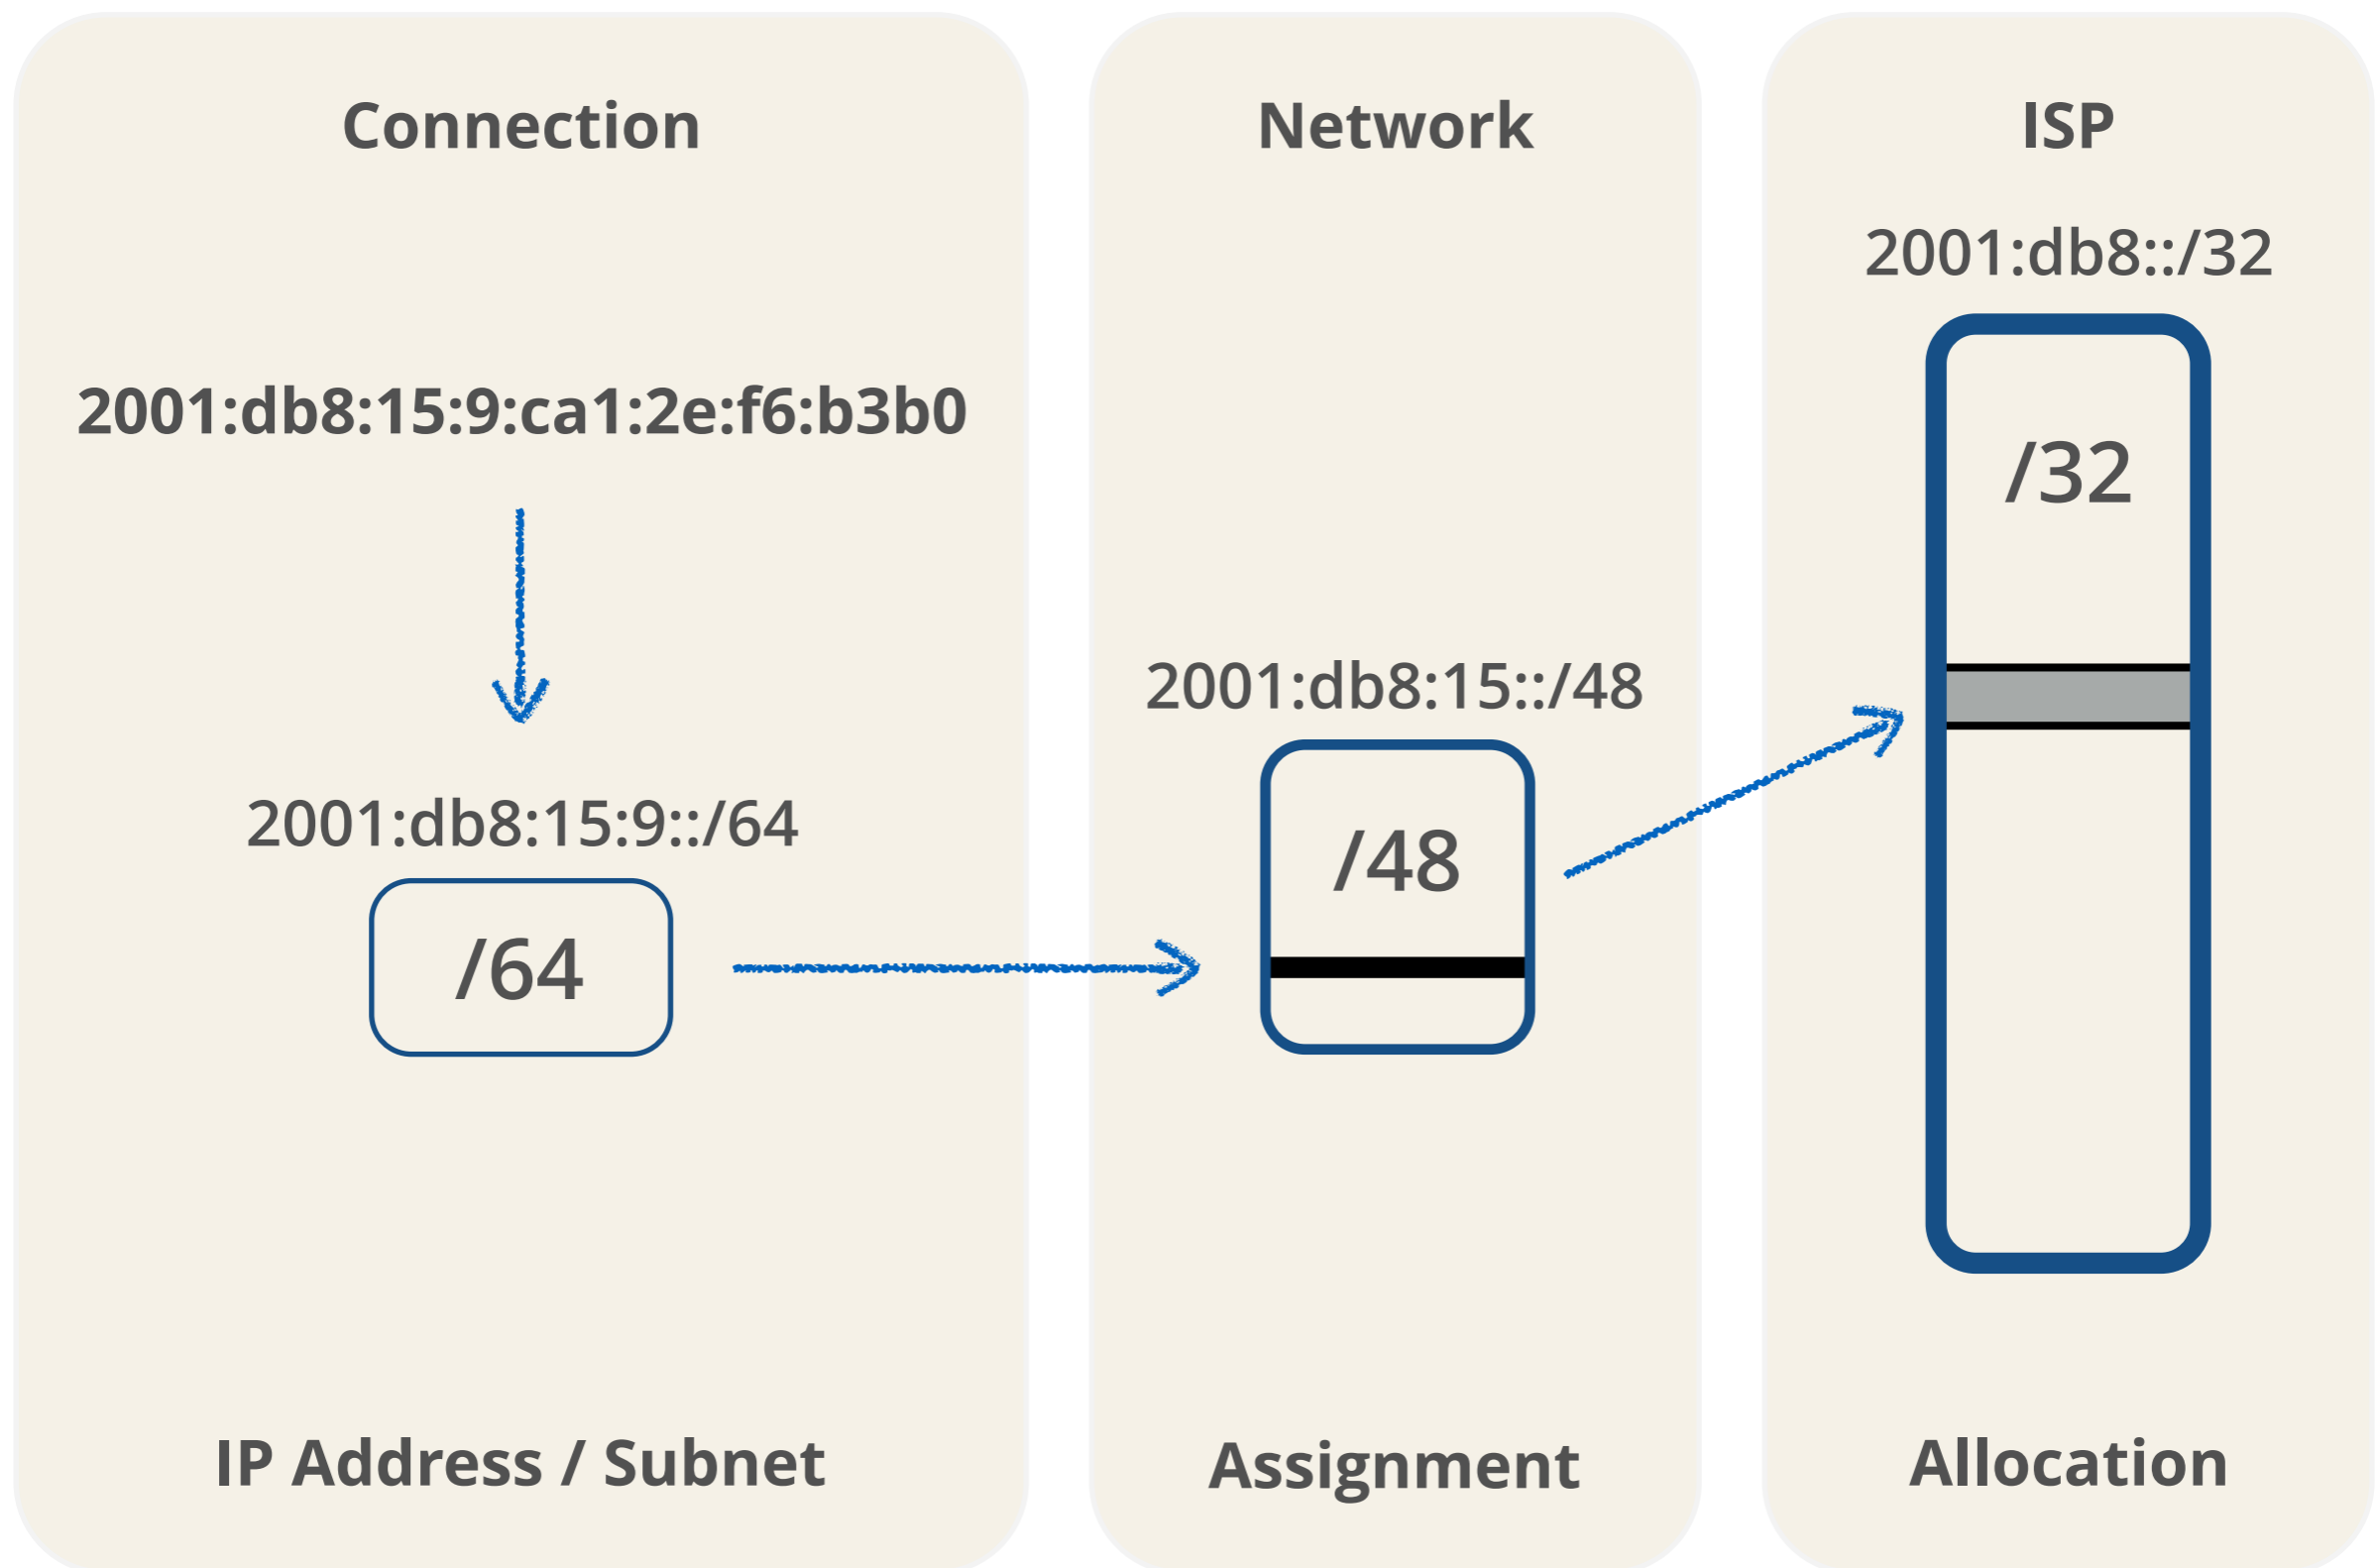 Connection
2001:db8:15:9:ca1:2e:f6:b3b0
2001:db8:15:9::/64
/64
IP Address / Subnet
Network
2001:db8:15::/48
/48
Assignment
ISP
2001:db8::/32
/32
Allocation